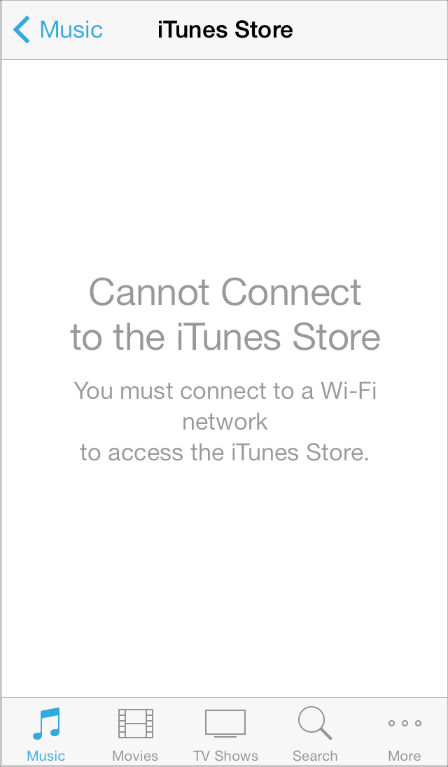 Music iTunes Store
Cannot Connect
to the iTunes Store
You must connect to a Wi-Fi
network
to access the iTunes Store.
Music Movies TV Shows Search More